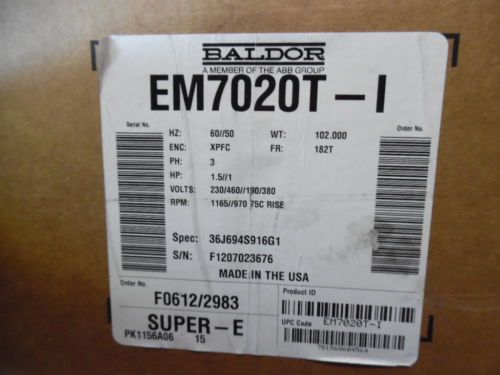 BALDOR
A MEMBER OF THE ABB GROUP
EM7020T-I
Serial No.
Order No.
HZ: 60//50 WT: 102.000
ENC: XPFC FR: 182T
PH: 3
HP: 1.5//1
VOLTS: 230/460//190/380
RPM: 1165//970 75C RISE
Spec: 36J694S916G1
S/N: F1207023676
MADE IN THE USA
Order No.
F0612/2983
Product ID
SUPER-E
UPC Code EM7020T-I
PK1156A06 15
781568604564